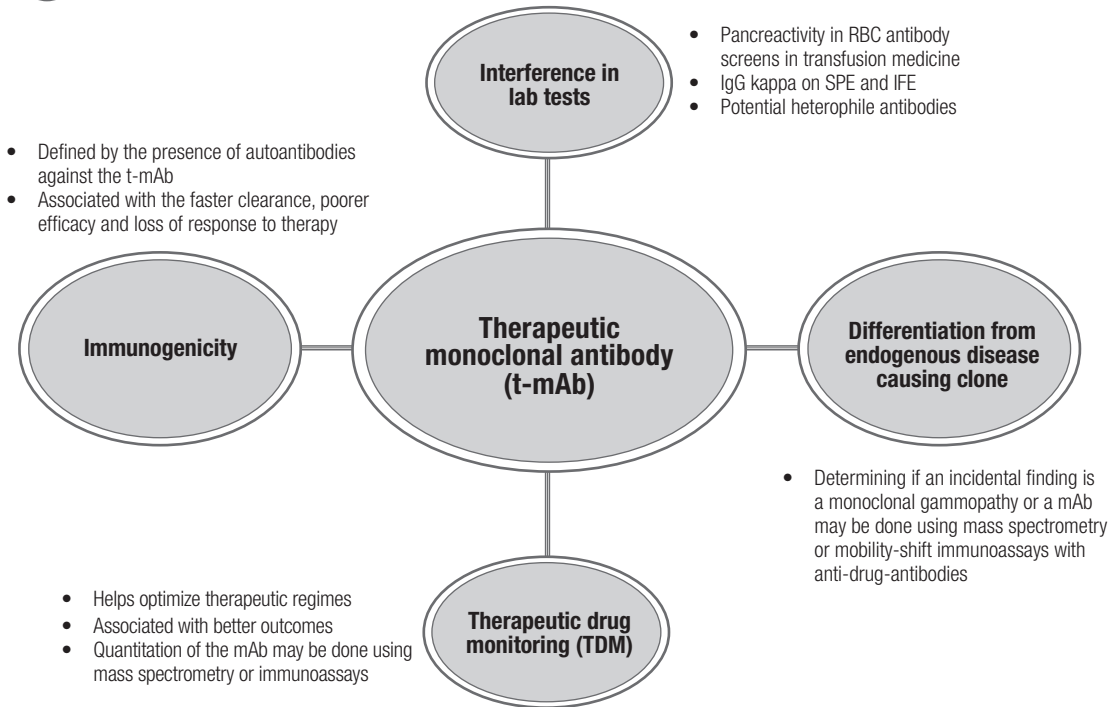 Interference in
lab tests
• Pancreactivity in RBC antibody
screens in transfusion medicine
• IgG kappa on SPE and IFE
• Potential heterophile antibodies
• Defined by the presence of autoantibodies
against the t-mAb
• Associated with the faster clearance, poorer
efficacy and loss of response to therapy
Immunogenicity
Therapeutic
monoclonal antibody
(t-mAb)
Differentiation from
endogenous disease
causing clone
• Determining if an incidental finding is
a monoclonal gammopathy or a mAb
may be done using mass spectrometry
or mobility-shift immunoassays with
anti-drug-antibodies
• Helps optimize therapeutic regimes
• Associated with better outcomes
• Quantitation of the mAb may be done using
mass spectrometry or immunoassays
Therapeutic drug
monitoring (TDM)